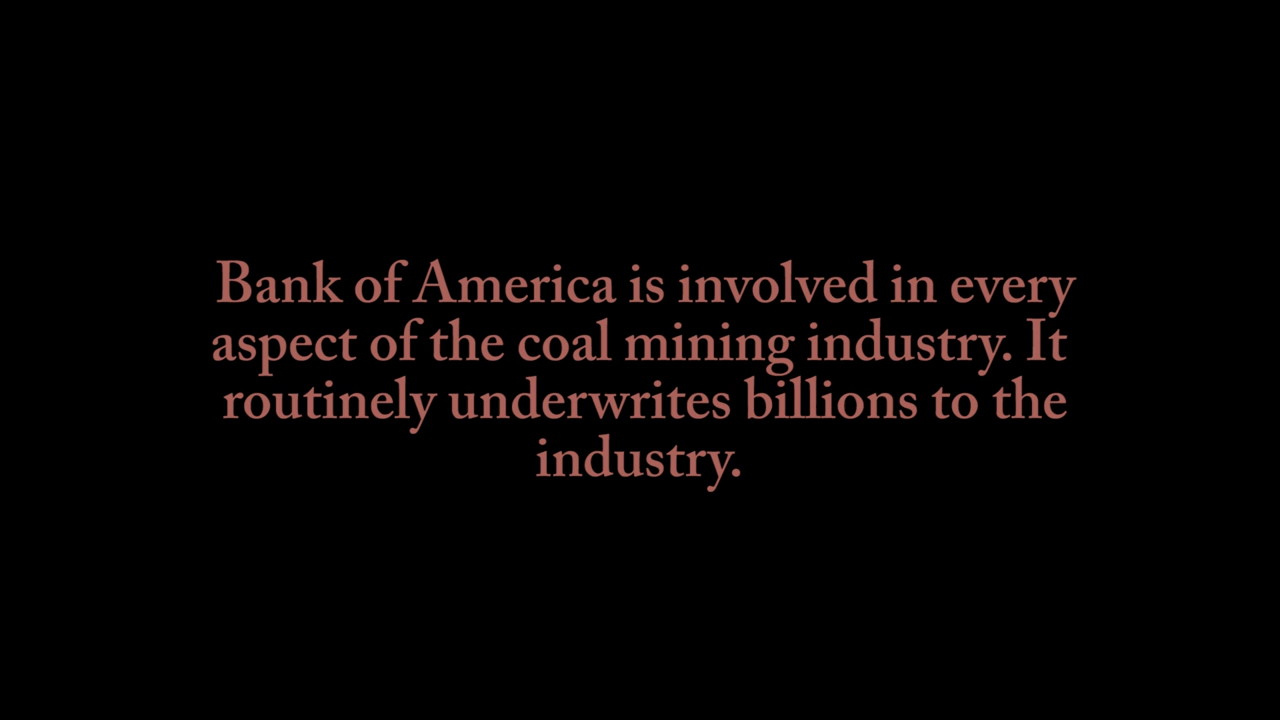 Bank of America is involved in every
aspect of the coal mining industry. It
routinely underwrites billions to the
industry.